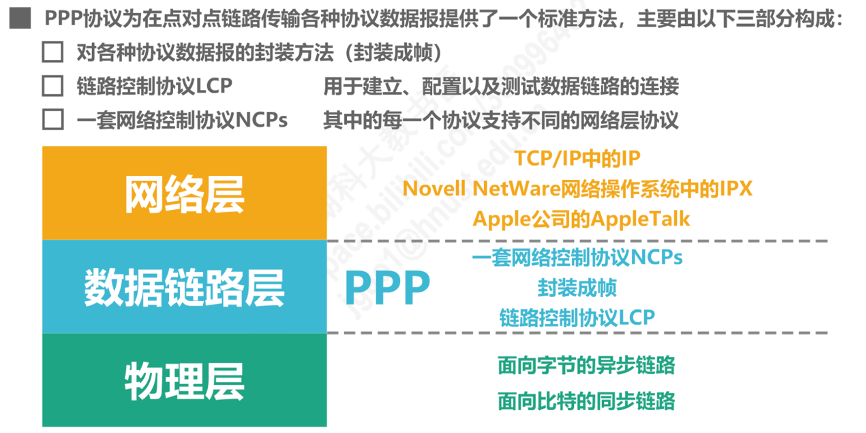 PPP协议为在点对点链路传输各种协议数据报提供了一个标准方法，主要由以下三部分构成：
对各种协议数据报的封装方法（封装成帧）
链路控制协议LCP 用于建立、配置以及测试数据链路的连接
一套网络控制协议NCPs 其中的每一个协议支持不同的网络层协议
网络层
TCP/IP中的IP
Novell NetWare网络操作系统中的IPX
Apple公司的AppleTalk
数据链路层
PPP
一套网络控制协议NCPs
封装成帧
链路控制协议LCP
物理层
面向字节的异步链路
面向比特的同步链路